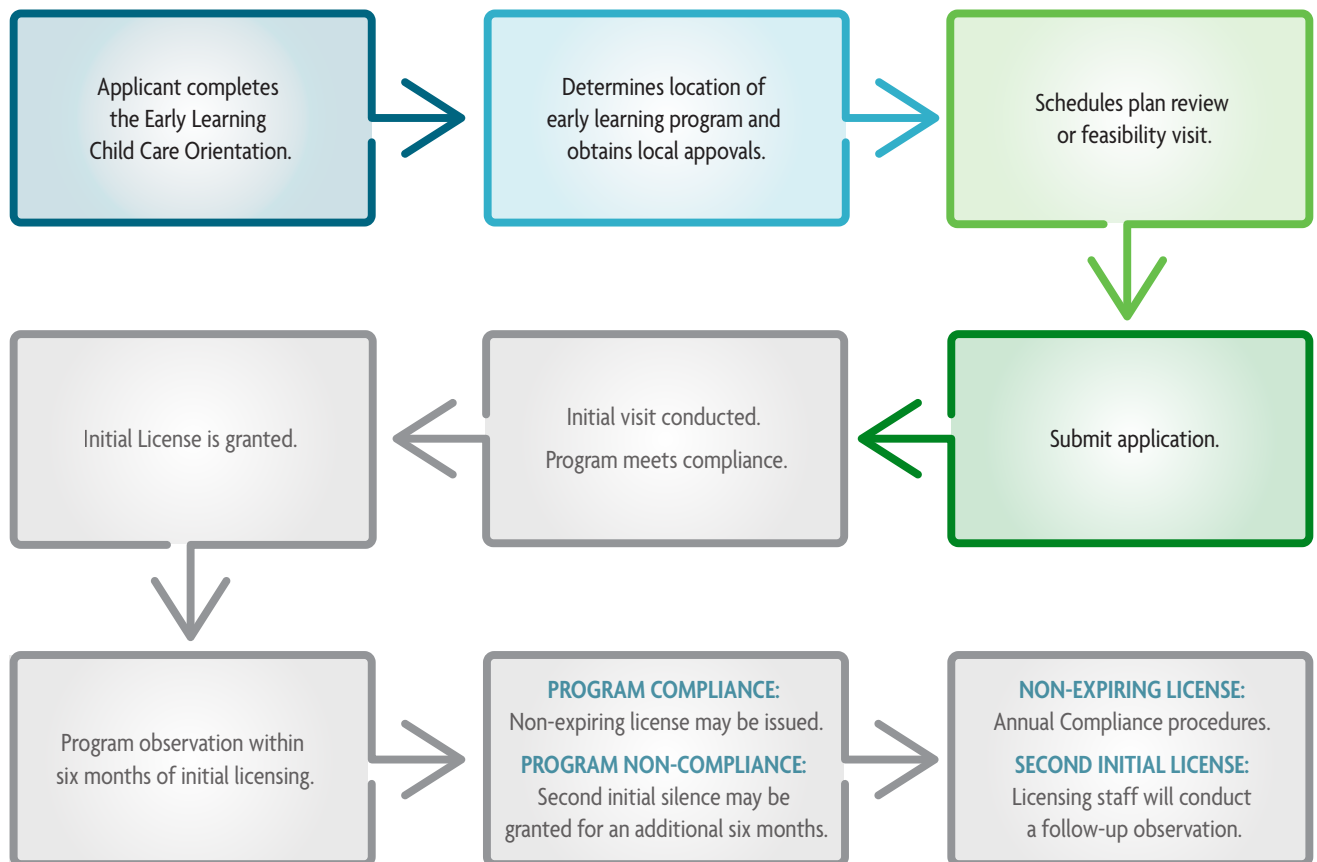 Applicant completes
the Early Learning
Child Care Orientation.
Determines location of
early learning program and
obtains local appovals.
Schedules plan review
or feasibility visit.
Submit application.
Initial visit conducted.
Program meets compliance.
Initial License is granted.
Program observation within
six months of initial licensing.
PROGRAM COMPLIANCE:
Non-expiring license may be issued.
PROGRAM NON-COMPLIANCE:
Second initial silence may be
granted for an additional six months.
NON-EXPIRING LICENSE:
Annual Compliance procedures.
SECOND INITIAL LICENSE:
Licensing staff will conduct
a follow-up observation.